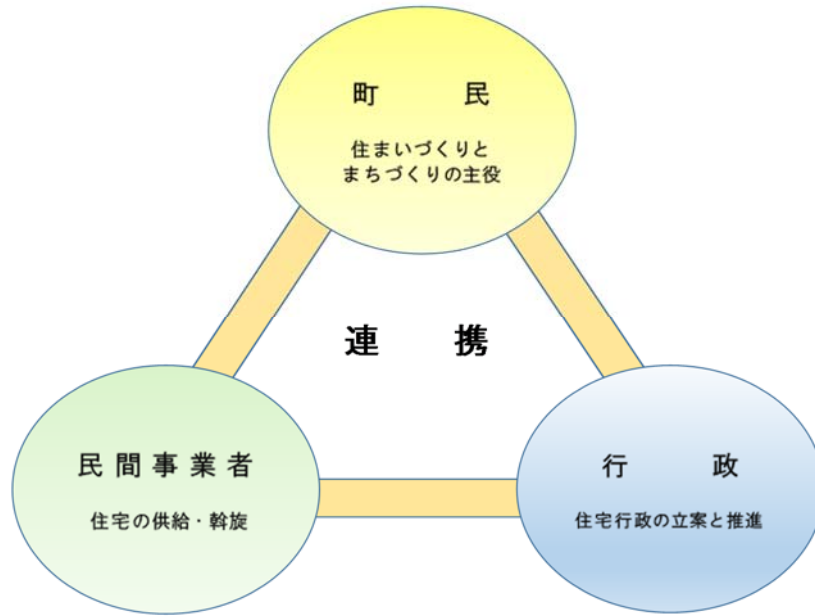 町民
住まいづくりと
まちづくりの主役
連携
民間事業者
住宅の供給・斡旋
行政
住宅行政の立案と推進